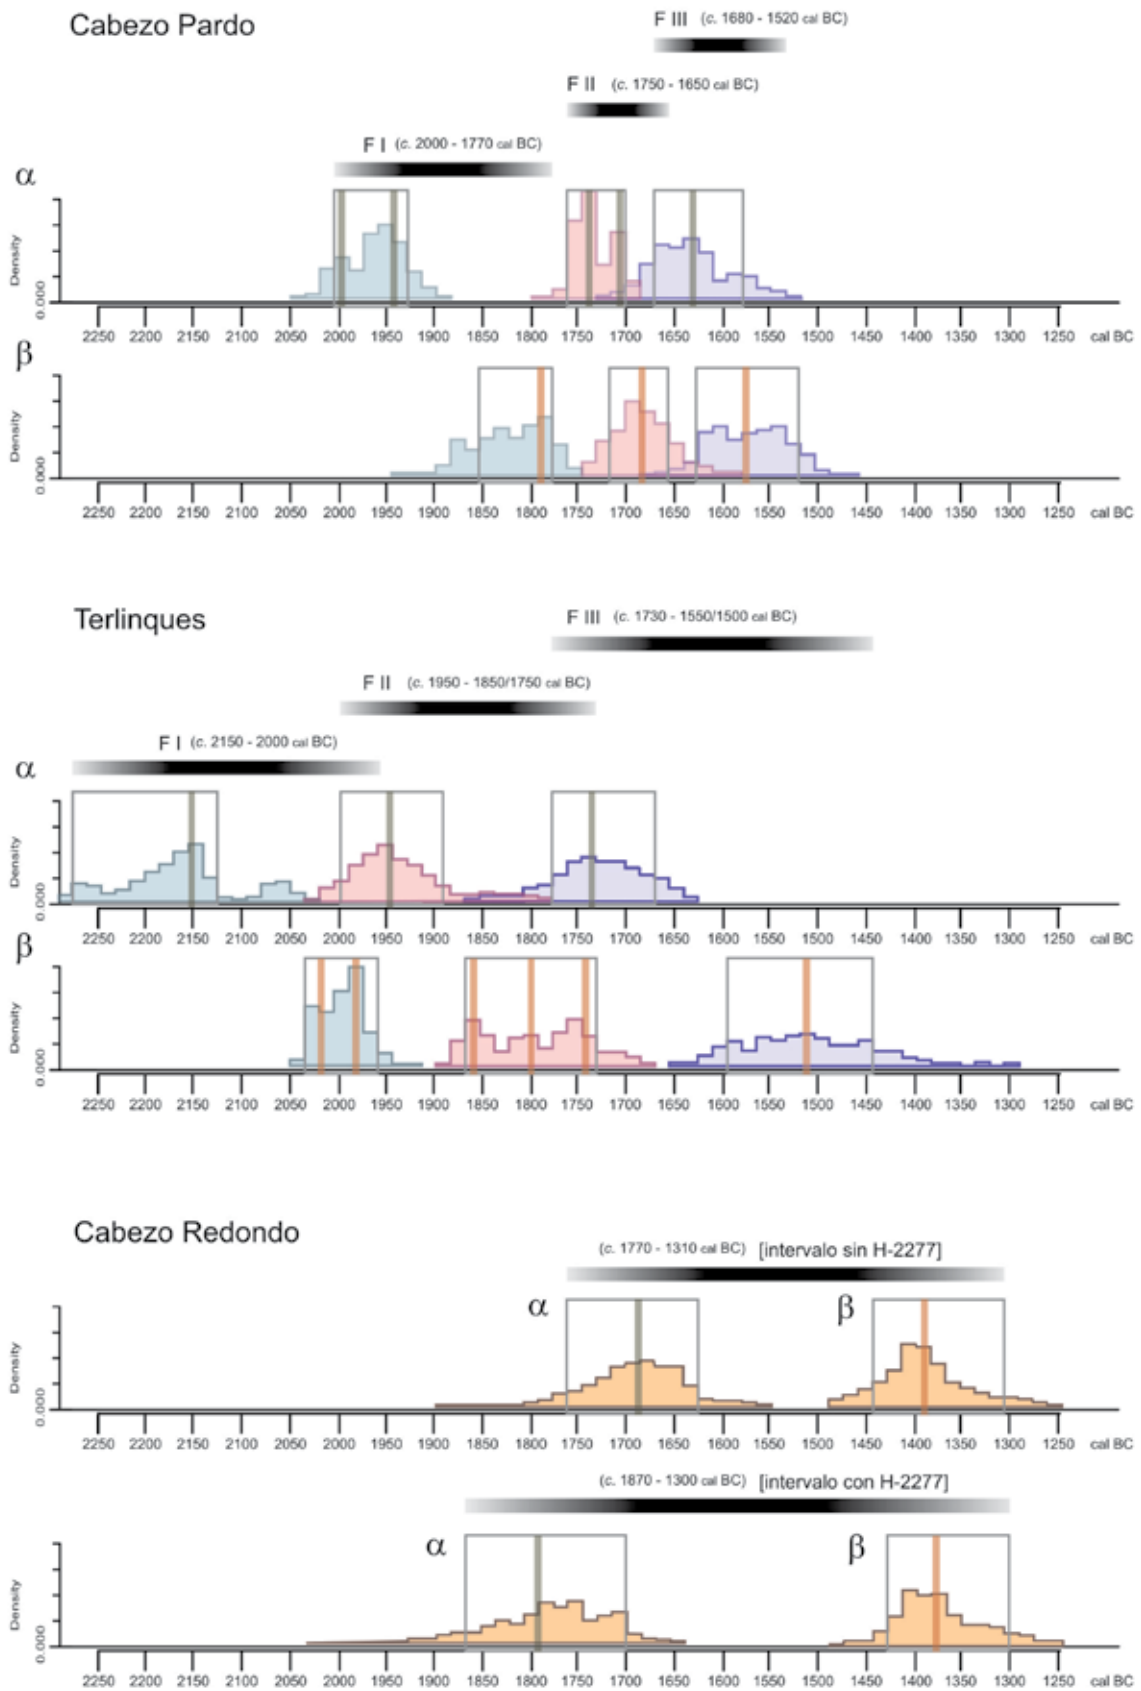 Cabezo Pardo
F III (c. 1680 - 1520 cal BC)
F II (c. 1750 - 1650 cal BC)
F I (c. 2000 - 1770 cal BC)
α
Density
0.000
2250 2200 2150 2100 2050 2000 1950 1900 1850 1800 1750 1700 1650 1600 1550 1500 1450 1400 1350 1300 1250 cal BC
β
Density
0.000
2250 2200 2150 2100 2050 2000 1950 1900 1850 1800 1750 1700 1650 1600 1550 1500 1450 1400 1350 1300 1250 cal BC
Terlinques
F III (c. 1730 - 1550/1500 cal BC)
F II (c. 1950 - 1850/1750 cal BC)
F I (c. 2150 - 2000 cal BC)
α
Density
0.000
2250 2200 2150 2100 2050 2000 1950 1900 1850 1800 1750 1700 1650 1600 1550 1500 1450 1400 1350 1300 1250 cal BC
β
Density
0.000
2250 2200 2150 2100 2050 2000 1950 1900 1850 1800 1750 1700 1650 1600 1550 1500 1450 1400 1350 1300 1250 cal BC
Cabezo Redondo
(c. 1770 - 1310 cal BC) [intervalo sin H-2277]
α β
Density
0.000
2250 2200 2150 2100 2050 2000 1950 1900 1850 1800 1750 1700 1650 1600 1550 1500 1450 1400 1350 1300 1250 cal BC
(c. 1870 - 1300 cal BC) [intervalo con H-2277]
α β
Density
0.000
2250 2200 2150 2100 2050 2000 1950 1900 1850 1800 1750 1700 1650 1600 1550 1500 1450 1400 1350 1300 1250 cal BC